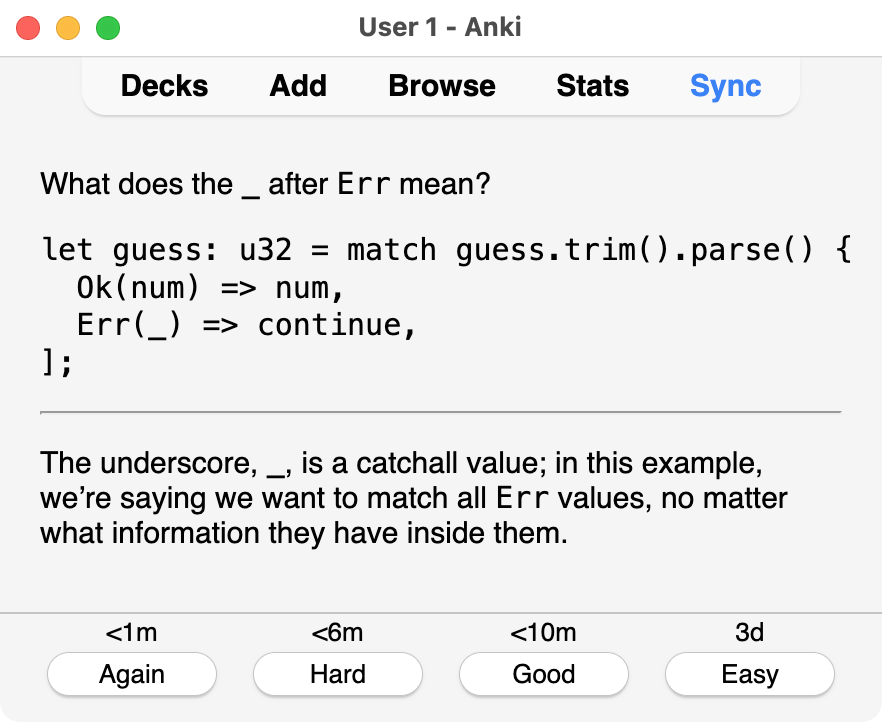 User 1 - Anki
Decks Add Browse Stats Sync
What does the _ after Err mean?
let guess: u32 = match guess.trim().parse() {
  Ok(num) => num,
  Err(_) => continue,
];
The underscore, _, is a catchall value; in this example,
we’re saying we want to match all Err values, no matter
what information they have inside them.
<1m <6m <10m 3d
Again Hard Good Easy